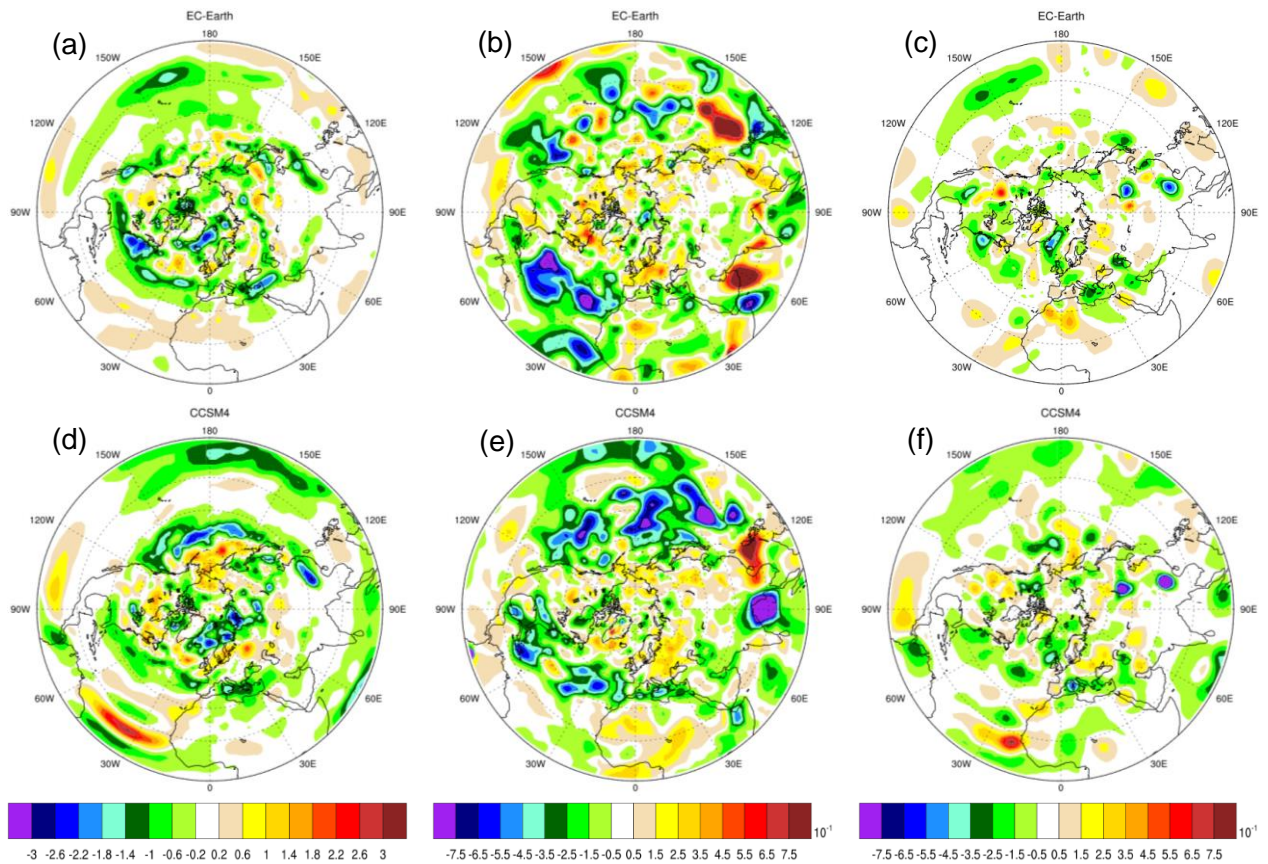 EC-Earth EC-Earth EC-Earth
(a) (b) (c)
180 180 180
150W 150E 150W 150E 150W 150E
120W 120E 120W 120E 120W 120E
90W 90E 90W 90E 90W 90E
60W 60E 60W 60E 60W 60E
30W 30E 30W 30E 30W 30E
0 0 0
CCSM4 CCSM4 CCSM4
(d) (e) (f)
180 180 180
150W 150E 150W 150E 150W 150E
120W 120E 120W 120E 120W 120E
90W 90E 90W 90E 90W 90E
60W 60E 60W 60E 60W 60E
30W 30E 30W 30E 30W 30E
0 0 0
10⁻¹ 10⁻¹
-3 -2.6 -2.2 -1.8 -1.4 -1 -0.6 -0.2 0.2 0.6 1 1.4 1.8 2.2 2.6 3 -7.5 -6.5 -5.5 -4.5 -3.5 -2.5 -1.5 -0.5 0.5 1.5 2.5 3.5 4.5 5.5 6.5 7.5 -7.5 -6.5 -5.5 -4.5 -3.5 -2.5 -1.5 -0.5 0.5 1.5 2.5 3.5 4.5 5.5 6.5 7.5